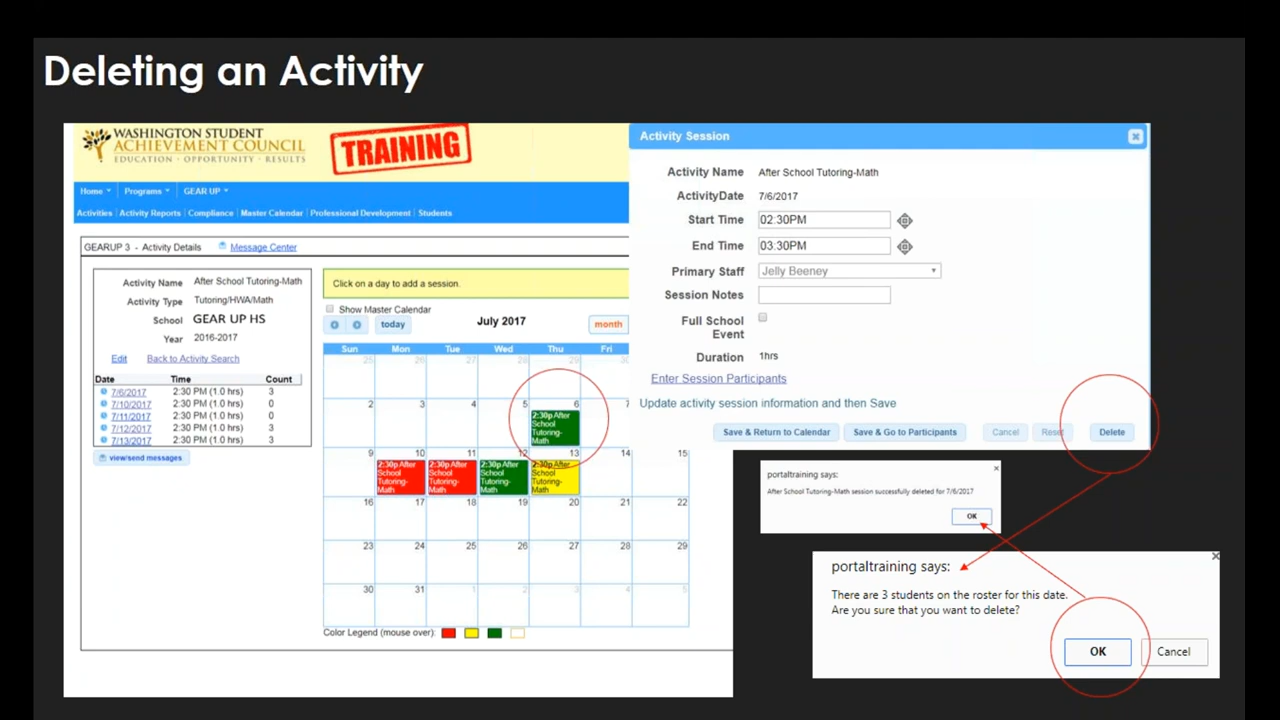 Deleting an Activity
WASHINGTON STUDENT
ACHIEVEMENT COUNCIL
EDUCATION · OPPORTUNITY · RESULTS
TRAINING
Home Programs GEAR UP
Activities Activity Reports Compliance Master Calendar Professional Development Students
GEARUP 3 - Activity Details Message Center
Activity Name After School Tutoring-Math
Activity Type Tutoring/HWA/Math
School GEAR UP HS
Year 2016-2017
Edit Back to Activity Search
Date Time Count
7/6/2017 2:30 PM (1.0 hrs) 3
7/10/2017 2:30 PM (1.0 hrs) 0
7/11/2017 2:30 PM (1.0 hrs) 0
7/12/2017 2:30 PM (1.0 hrs) 3
7/13/2017 2:30 PM (1.0 hrs) 3
view/send messages
Click on a day to add a session.
Show Master Calendar
today July 2017 month
Sun Mon Tue Wed Thu Fri
25 26 27 28 29
2 3 4 5 6 7
2:30p After
School
Tutoring-
Math
9 10 11 12 13 14 15
2:30p After 2:30p After 2:30p After 2:30p After
School School School School
Tutoring- Tutoring- Tutoring- Tutoring-
Math Math Math Math
16 17 18 19 20 21 22
23 24 25 26 27 28 29
30 31 1 2 3 4 5
Color Legend (mouse over):
Activity Session
Activity Name After School Tutoring-Math
ActivityDate 7/6/2017
Start Time 02:30PM
End Time 03:30PM
Primary Staff Jelly Beeney
Session Notes
Full School
Event
Duration 1hrs
Enter Session Participants
Update activity session information and then Save
Save & Return to Calendar Save & Go to Participants Cancel Reset Delete
portaltraining says:
After School Tutoring-Math session successfully deleted for 7/6/2017
OK
portaltraining says:
There are 3 students on the roster for this date.
Are you sure that you want to delete?
OK Cancel